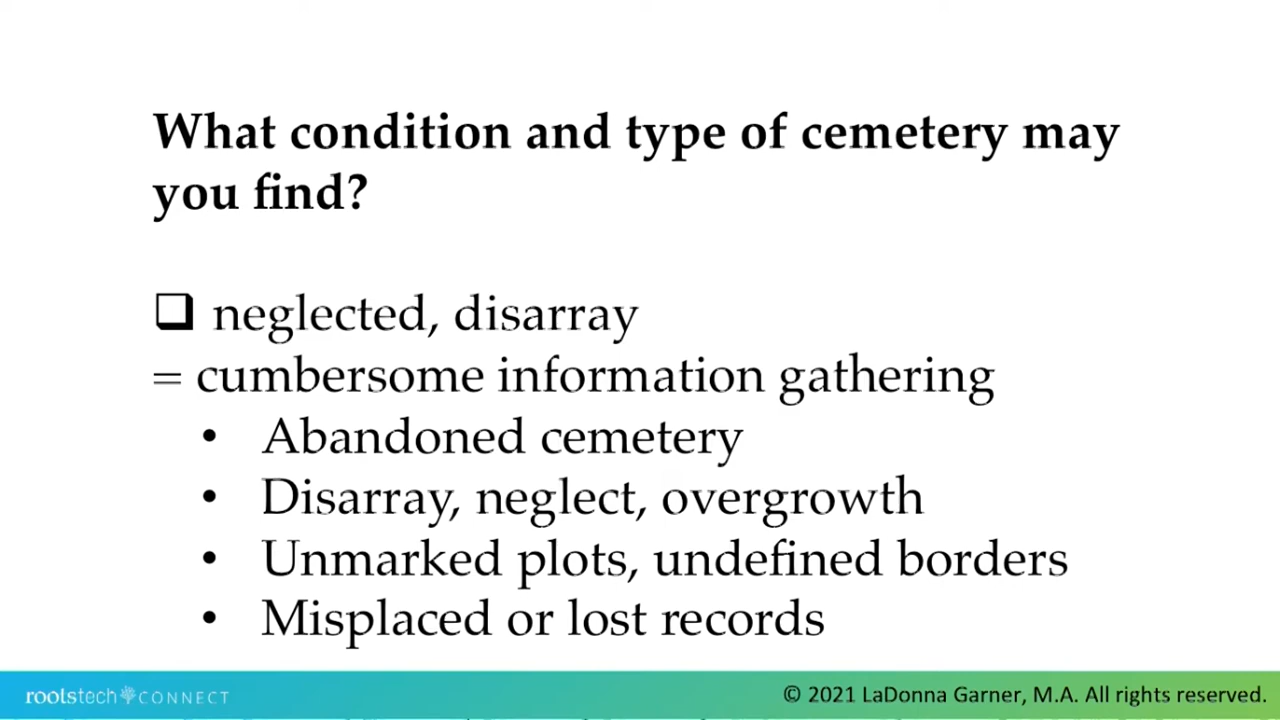 What condition and type of cemetery may
you find?
❑ neglected, disarray
= cumbersome information gathering
• Abandoned cemetery
• Disarray, neglect, overgrowth
• Unmarked plots, undefined borders
• Misplaced or lost records
rootstech CONNECT
© 2021 LaDonna Garner, M.A. All rights reserved.